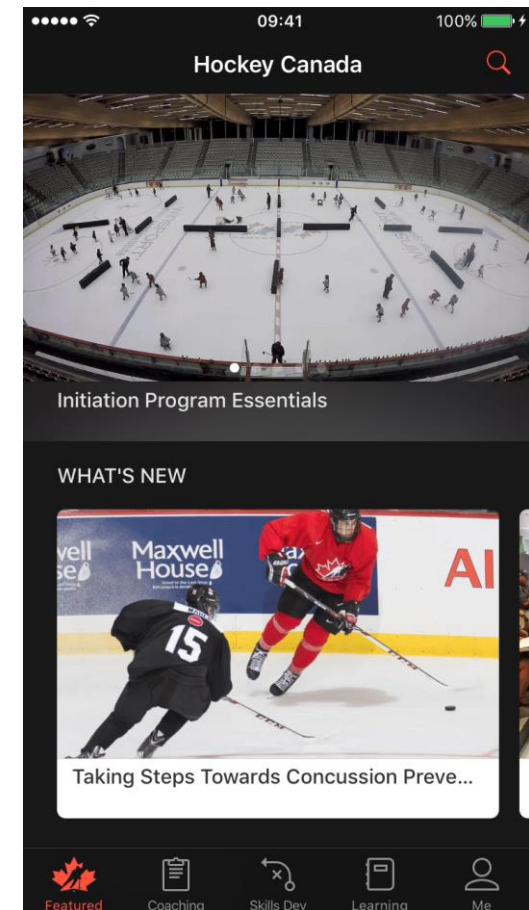 09:41
100%
Hockey Canada
Initiation Program Essentials
WHAT'S NEW
Maxwell
House
15
AI
Taking Steps Towards Concussion Preve...
Featured
Coaching
Skills Dev
Learning
Me